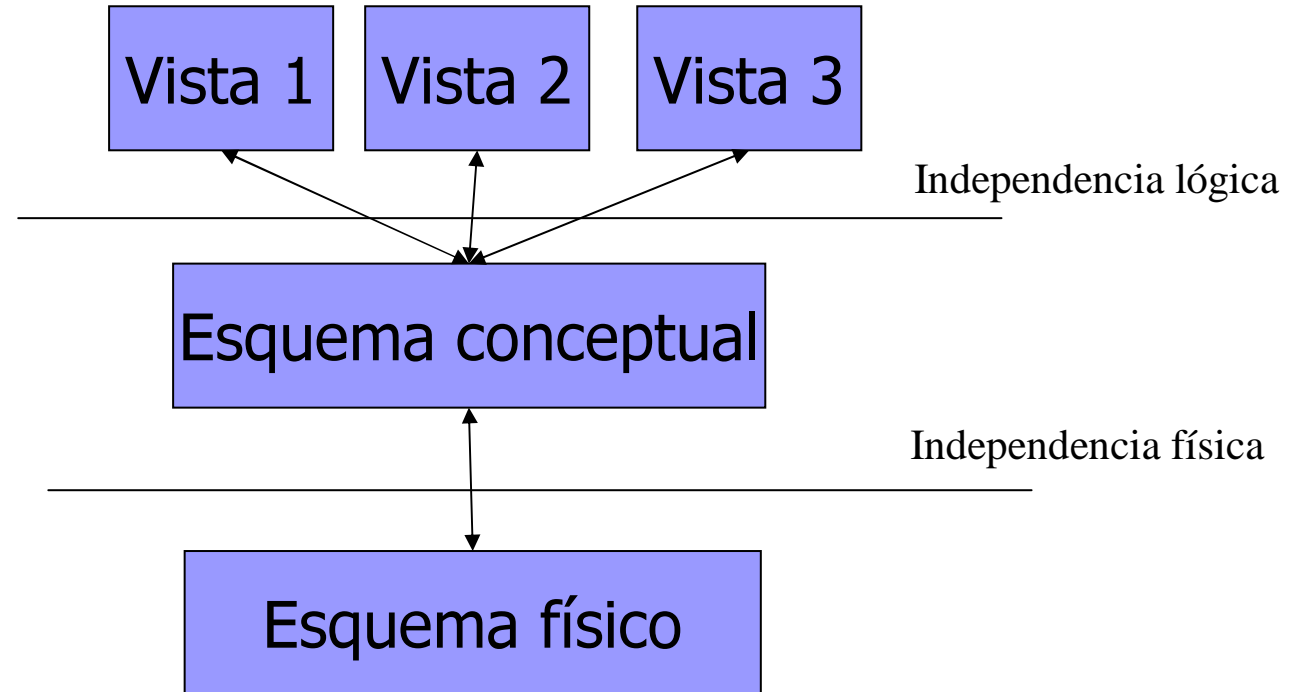 Vista 1
Vista 2
Vista 3
Independencia lógica
Esquema conceptual
Independencia física
Esquema físico